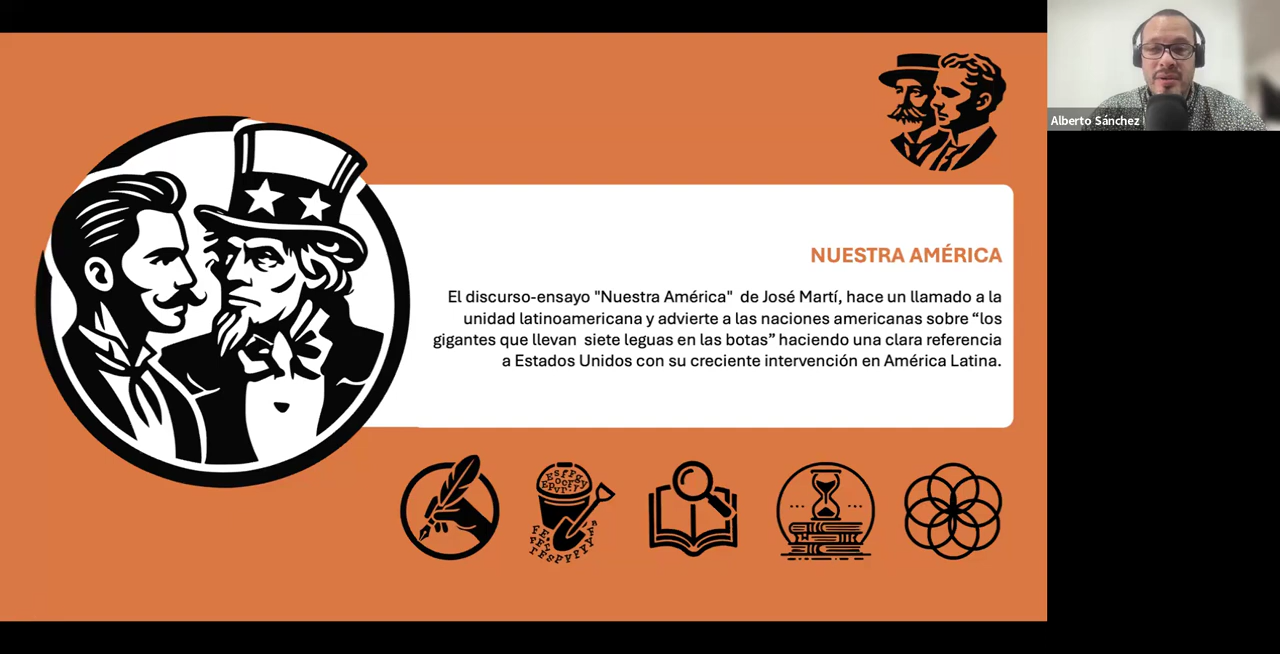 Alberto Sánchez
NUESTRA AMÉRICA
El discurso-ensayo "Nuestra América"  de José Martí, hace un llamado a la
unidad latinoamericana y advierte a las naciones americanas sobre “los
gigantes que llevan  siete leguas en las botas” haciendo una clara referencia
a Estados Unidos con su creciente intervención en América Latina.